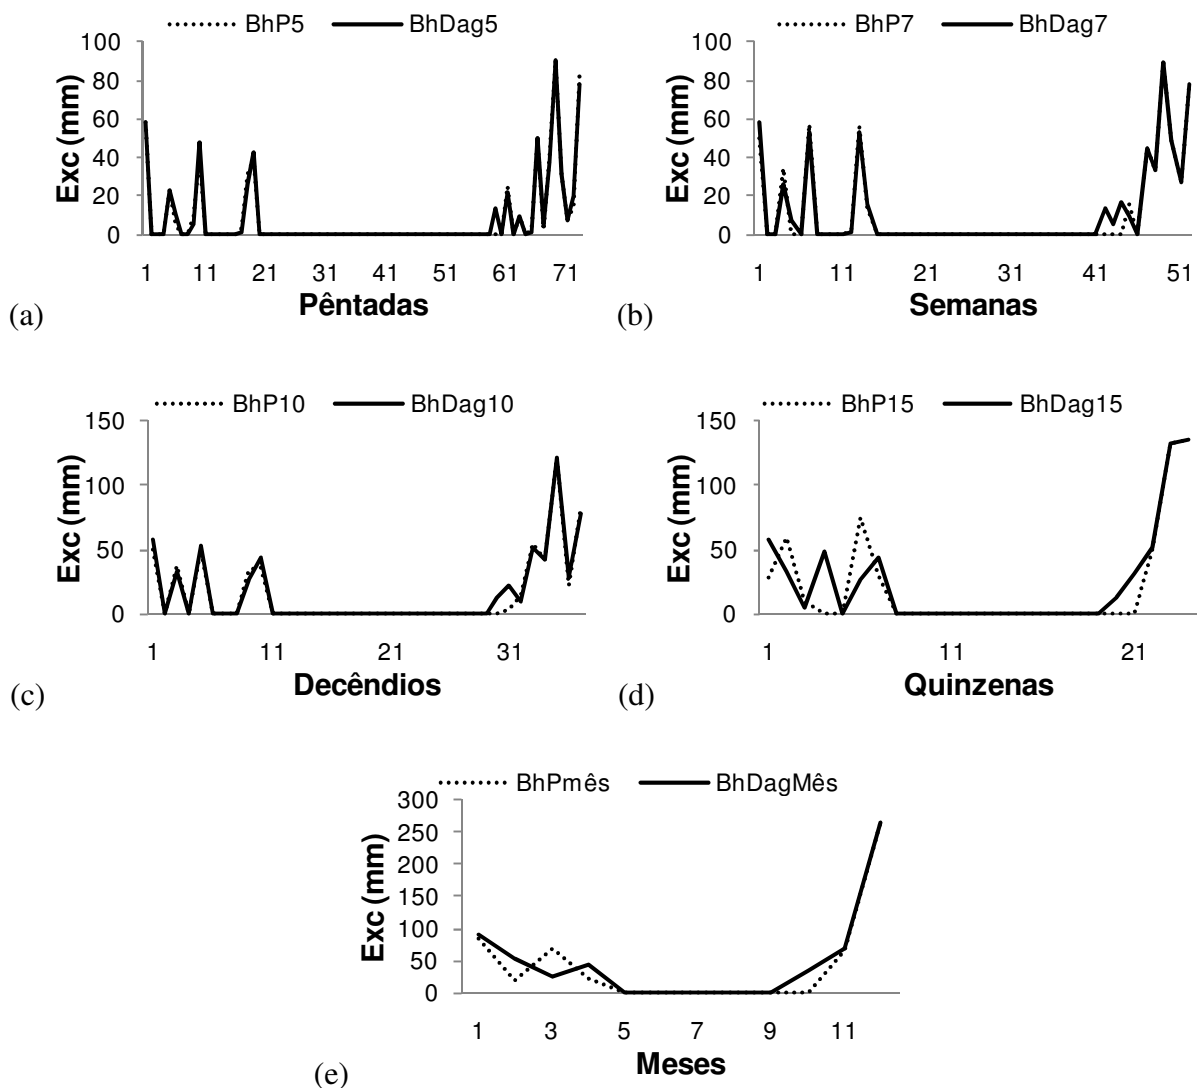 BhP5 BhDag5
100
80
60
40
20
0
Exc (mm)
1 11 21 31 41 51 61 71
Pêntadas
(a)
BhP7 BhDag7
100
80
60
40
20
0
Exc (mm)
1 11 21 31 41 51
Semanas
(b)
BhP10 BhDag10
150
100
50
0
Exc (mm)
1 11 21 31
Decêndios
(c)
BhP15 BhDag15
150
100
50
0
Exc (mm)
1 11 21
Quinzenas
(d)
BhPmês BhDagMês
300
250
200
150
100
50
0
Exc (mm)
1 3 5 7 9 11
Meses
(e)